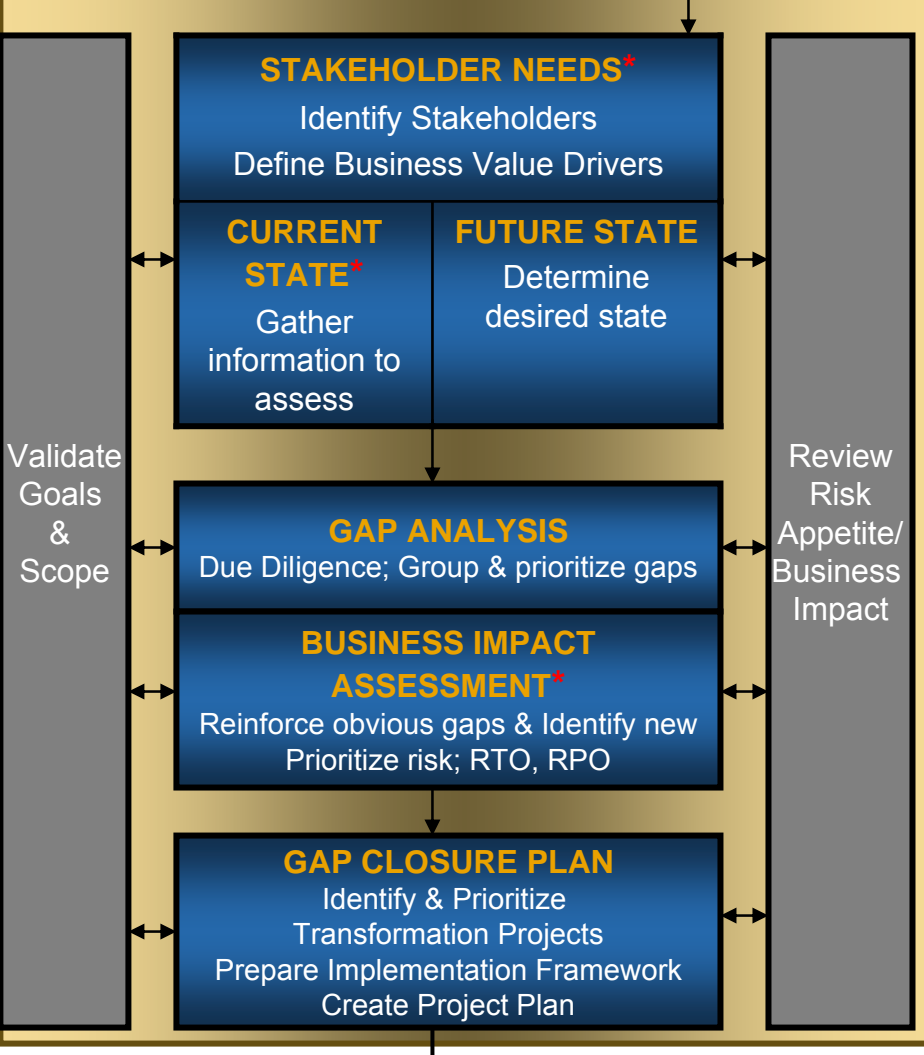 STAKEHOLDER NEEDS*
Identify Stakeholders
Define Business Value Drivers
CURRENT
STATE*
Gather
information to
assess
FUTURE STATE
Determine
desired state
Validate
Goals
&
Scope
Review
Risk
Appetite/
Business
Impact
GAP ANALYSIS
Due Diligence; Group & prioritize gaps
BUSINESS IMPACT
ASSESSMENT*
Reinforce obvious gaps & Identify new
Prioritize risk; RTO, RPO
GAP CLOSURE PLAN
Identify & Prioritize
Transformation Projects
Prepare Implementation Framework
Create Project Plan